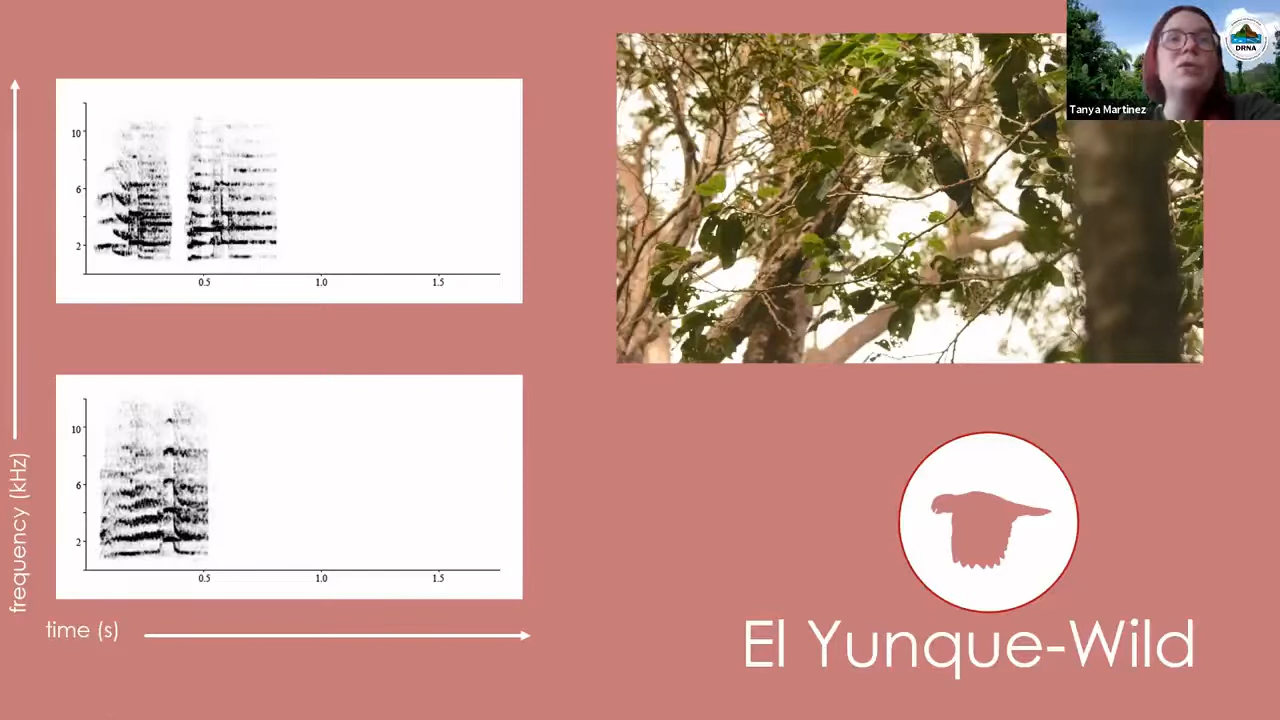 10
6
2
0.5
1.0
1.5
10
6
2
0.5
1.0
1.5
frequency (kHz)
time (s)
DRNA
Tanya Martinez
El Yunque-Wild